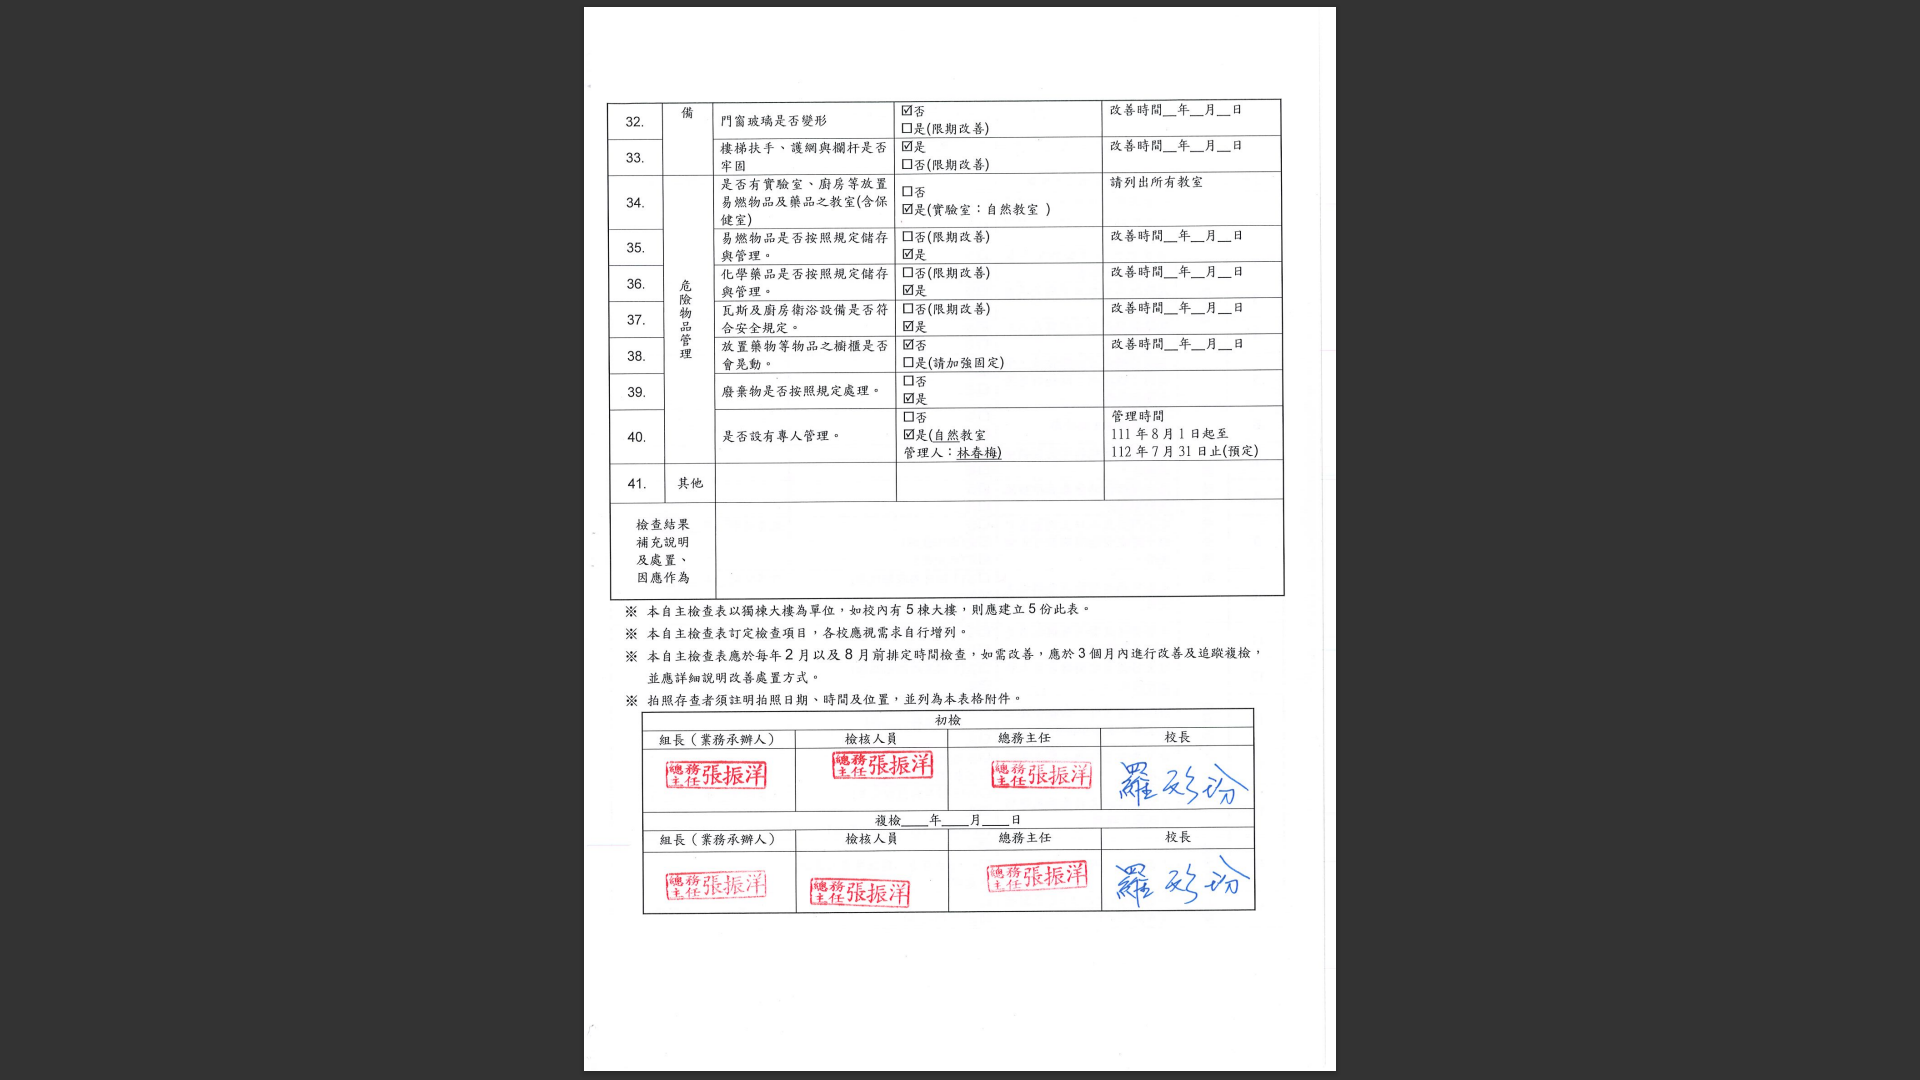 備
32.
門窗玻璃是否變形
☑否
☐是(限期改善)
改善時間__年__月__日
33.
樓梯扶手、護網與欄杆是否
牢固
☑是
☐否(限期改善)
改善時間__年__月__日
危險物品管理
34.
是否有實驗室、廚房等放置
易燃物品及藥品之教室(含保
健室)
☐否
☑是(實驗室：自然教室 )
請列出所有教室
35.
易燃物品是否按照規定儲存
與管理。
☐否(限期改善)
☑是
改善時間__年__月__日
36.
化學藥品是否按照規定儲存
與管理。
☐否(限期改善)
☑是
改善時間__年__月__日
37.
瓦斯及廚房衛浴設備是否符
合安全規定。
☐否(限期改善)
☑是
改善時間__年__月__日
38.
放置藥物等物品之櫥櫃是否
會晃動。
☑否
☐是(請加強固定)
改善時間__年__月__日
39.
廢棄物是否按照規定處理。
☐否
☑是
40.
是否設有專人管理。
☐否
☑是(自然教室
管理人：林春梅)
管理時間
111 年 8 月 1 日起至
112 年 7 月 31 日止(預定)
41.
其他
檢查結果
補充說明
及處置、
因應作為
※ 本自主檢查表以獨棟大樓為單位，如校內有 5 棟大樓，則應建立 5 份此表。
※ 本自主檢查表訂定檢查項目，各校應視需求自行增列。
※ 本自主檢查表應於每年 2 月以及 8 月前排定時間檢查，如需改善，應於 3 個月內進行改善及追蹤複檢，
並應詳細說明改善處置方式。
※ 拍照存查者須註明拍照日期、時間及位置，並列為本表格附件。
初檢
組長（業務承辦人） 檢核人員 總務主任 校長
總務主任張振洋 總務主任張振洋 總務主任張振洋
複檢____年____月____日
組長（業務承辦人） 檢核人員 總務主任 校長
總務主任張振洋 總務主任張振洋 總務主任張振洋